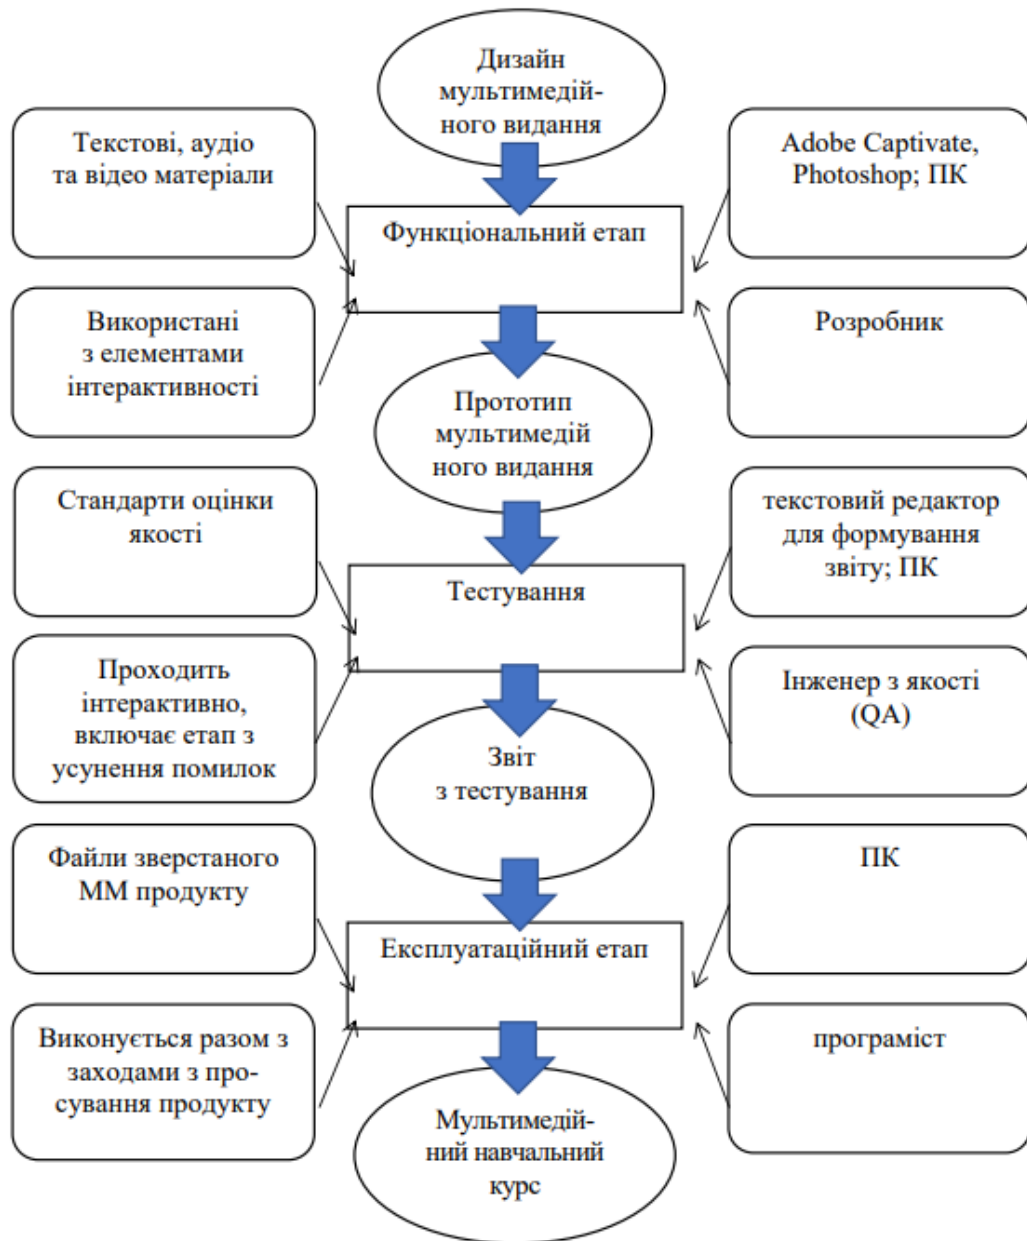 Дизайн
мультимедій-
ного видання
Текстові, аудіо
та відео матеріали
Adobe Captivate,
Photoshop; ПК
Функціональний етап
Використані
з елементами
інтерактивності
Розробник
Прототип
мультимедій
ного видання
Стандарти оцінки
якості
текстовий редактор
для формування
звіту; ПК
Тестування
Проходить
інтерактивно,
включає етап з
усунення помилок
Інженер з якості
(QA)
Звіт
з тестування
Файли зверстаного
ММ продукту
ПК
Експлуатаційний етап
Виконується разом з
заходами з про-
сування продукту
програміст
Мультимедій-
ний навчальний
курс